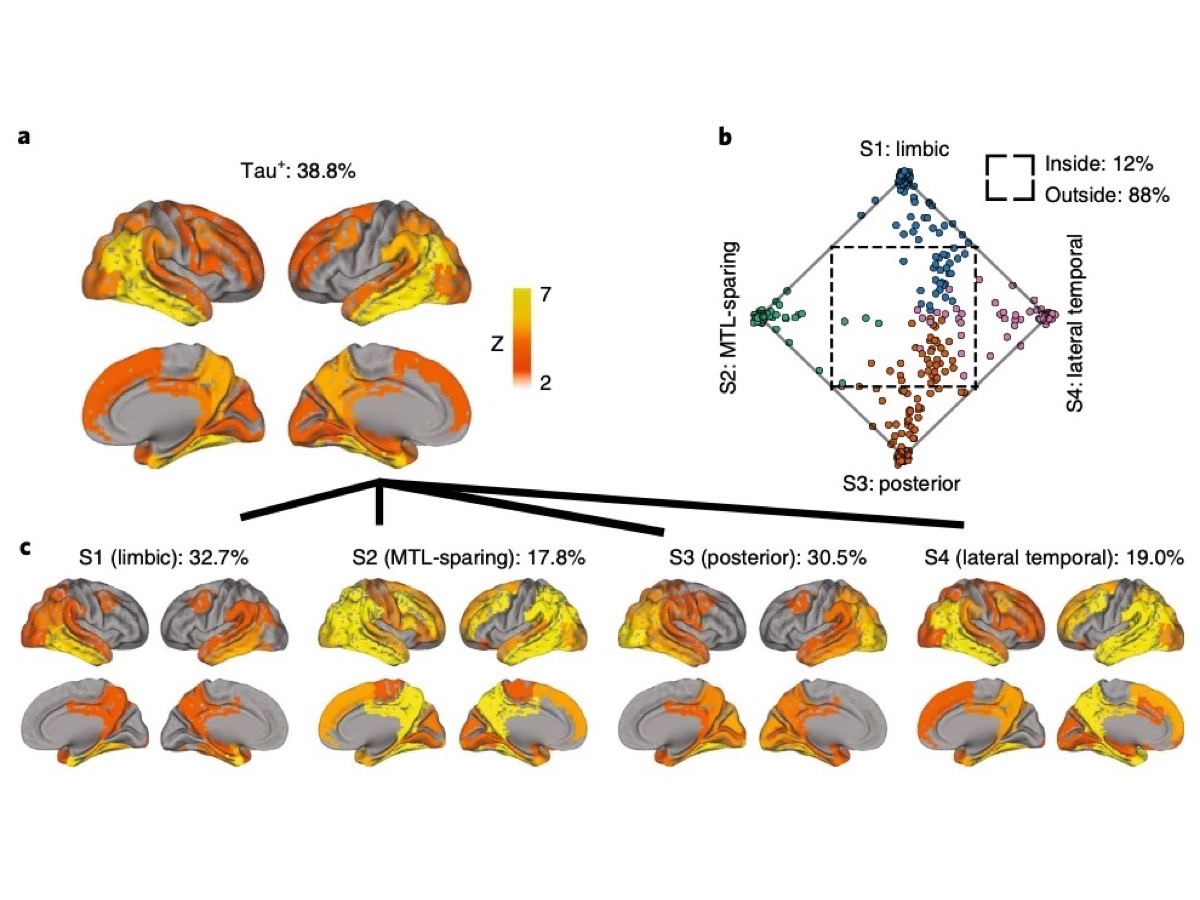 a
Tau⁺: 38.8%
7
Z
2
b
S1: limbic
Inside: 12%
Outside: 88%
S2: MTL-sparing
S4: lateral temporal
S3: posterior
c
S1 (limbic): 32.7%
S2 (MTL-sparing): 17.8%
S3 (posterior): 30.5%
S4 (lateral temporal): 19.0%